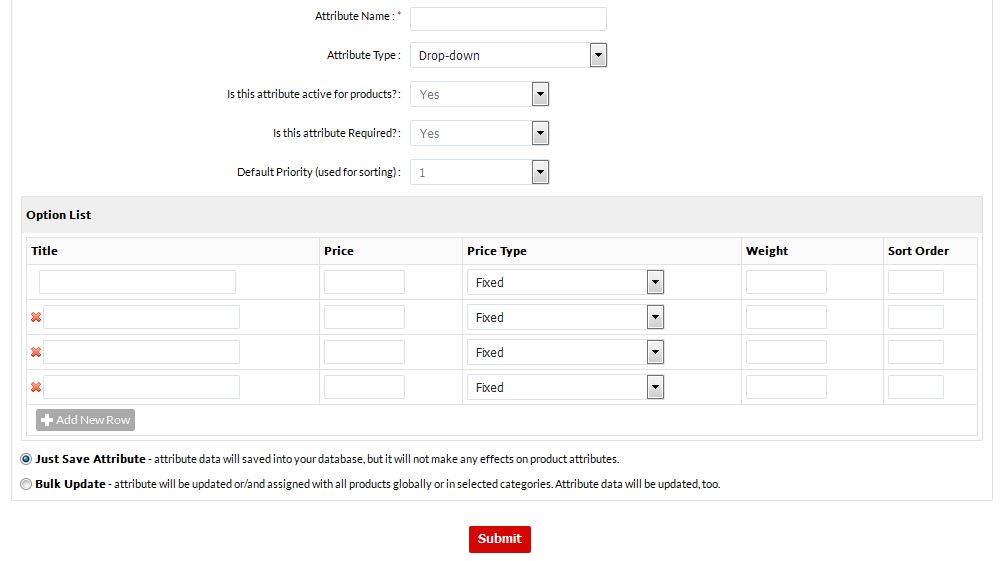 Attribute Name : *
Attribute Type : Drop-down
Is this attribute active for products? : Yes
Is this attribute Required? : Yes
Default Priority (used for sorting) : 1
Option List
Title Price Price Type Weight Sort Order
Fixed
Fixed
Fixed
Fixed
Add New Row
Just Save Attribute - attribute data will saved into your database, but it will not make any effects on product attributes.
Bulk Update - attribute will be updated or/and assigned with all products globally or in selected categories. Attribute data will be updated, too.
Submit